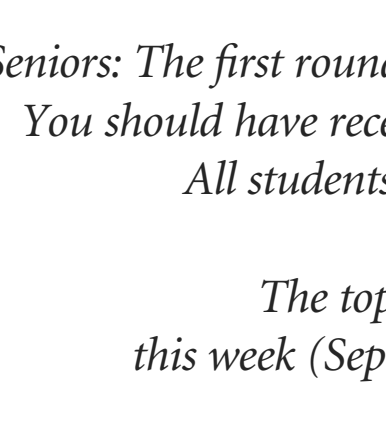 Seniors: The first round
You should have rece
All students
The top
this week (Sep